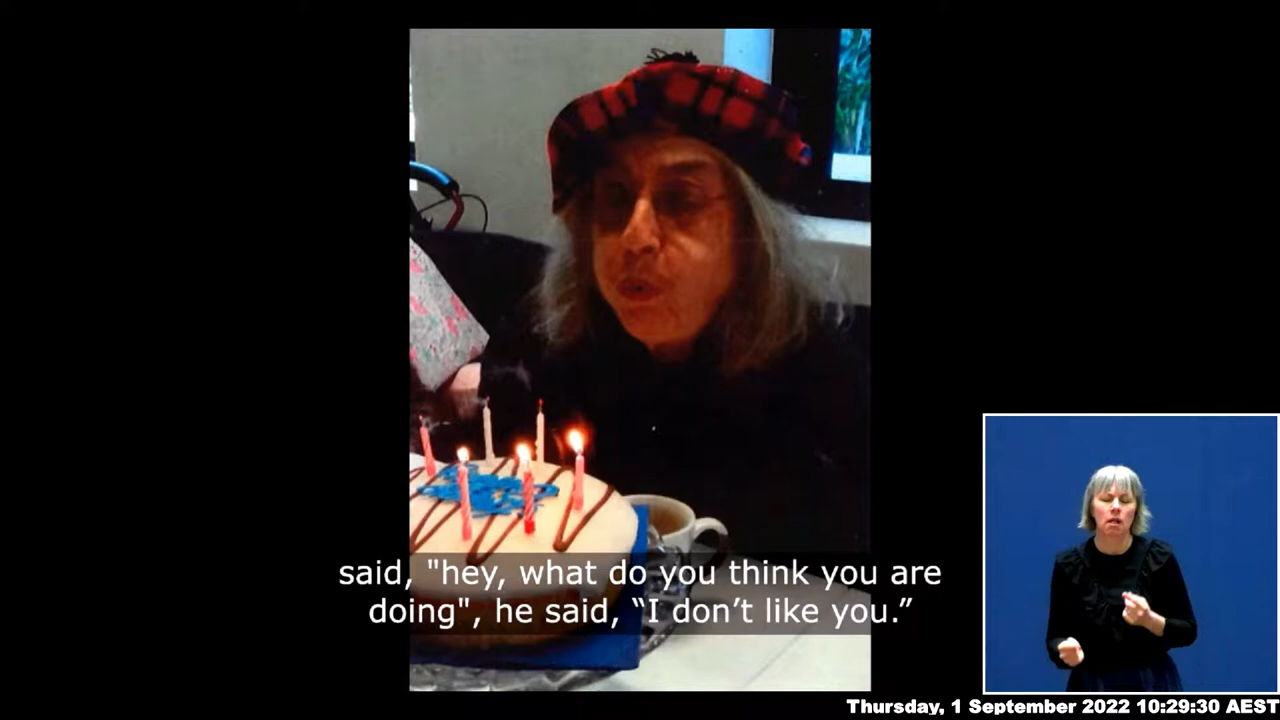 said, "hey, what do you think you are
doing", he said, “I don’t like you.”
Thursday, 1 September 2022 10:29:30 AEST